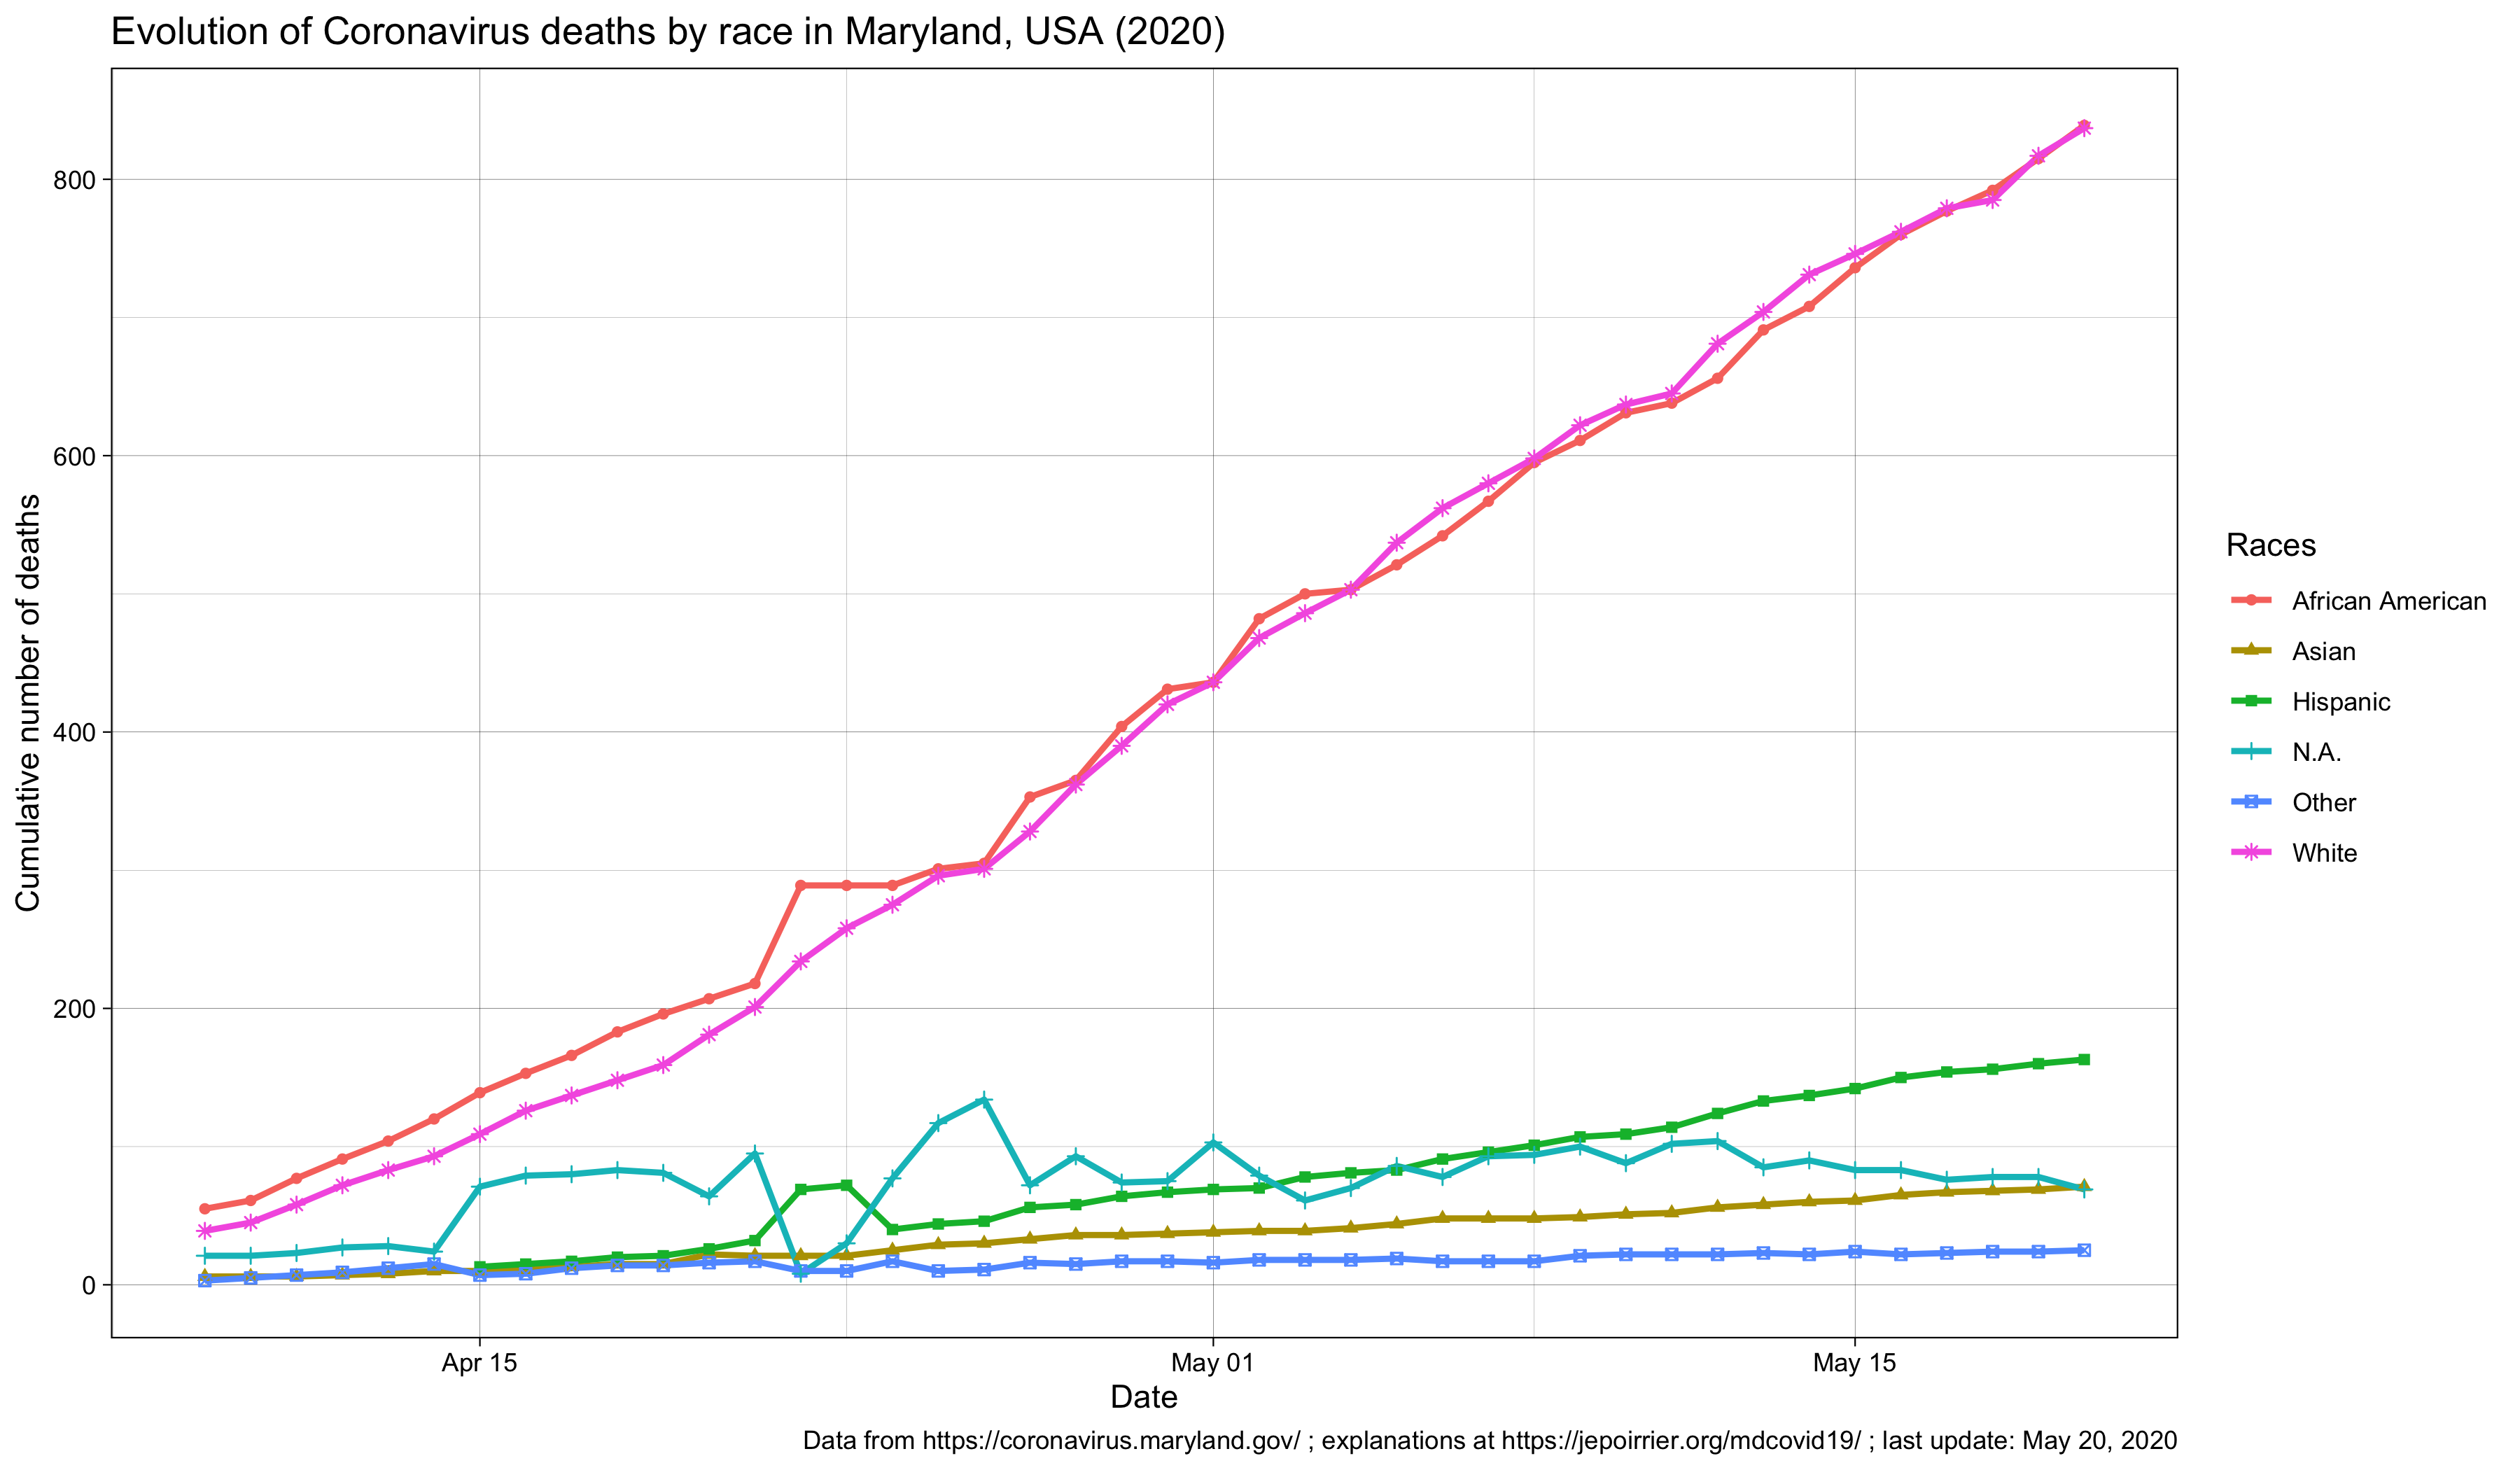 Evolution of Coronavirus deaths by race in Maryland, USA (2020)
Cumulative number of deaths
800
600
400
200
0
Apr 15
May 01
May 15
Date
Races
African American
Asian
Hispanic
N.A.
Other
White
Data from https://coronavirus.maryland.gov/ ; explanations at https://jepoirrier.org/mdcovid19/ ; last update: May 20, 2020